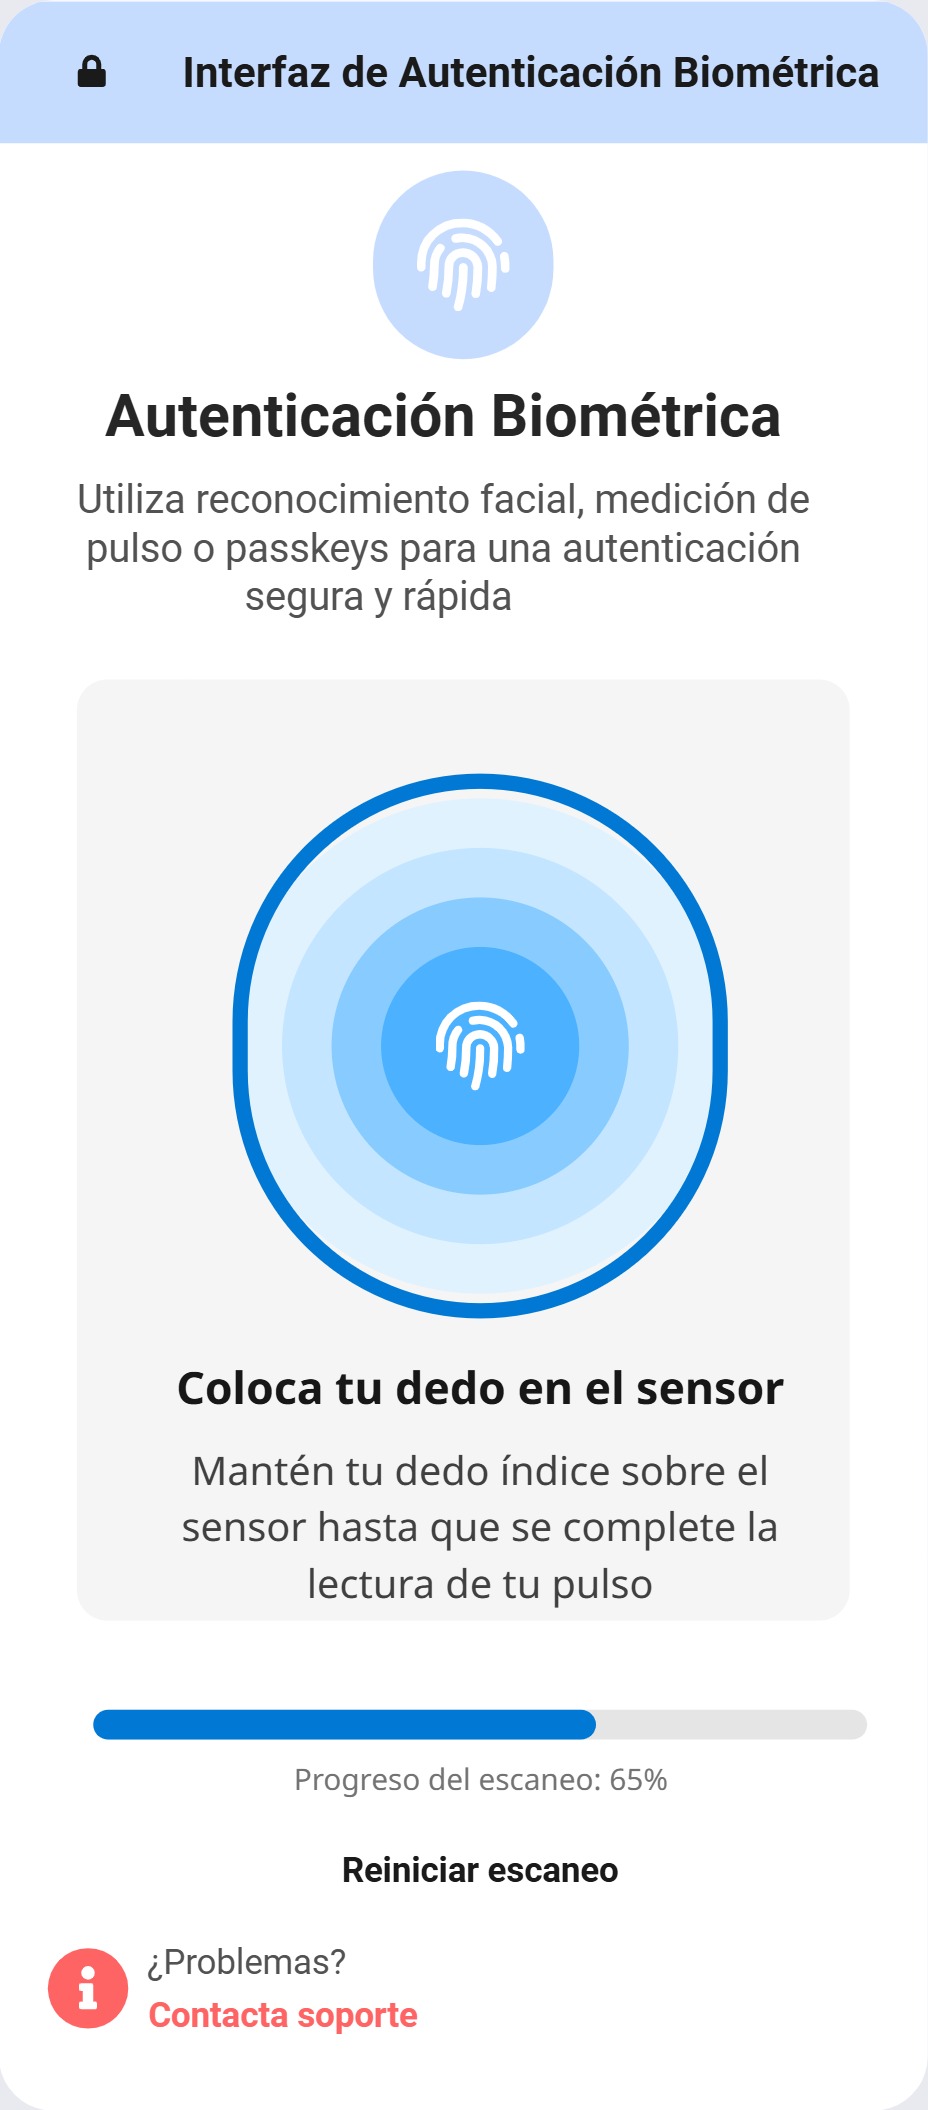 Interfaz de Autenticación Biométrica
Autenticación Biométrica
Utiliza reconocimiento facial, medición de
pulso o passkeys para una autenticación
segura y rápida
Coloca tu dedo en el sensor
Mantén tu dedo índice sobre el
sensor hasta que se complete la
lectura de tu pulso
Progreso del escaneo: 65%
Reiniciar escaneo
¿Problemas?
Contacta soporte